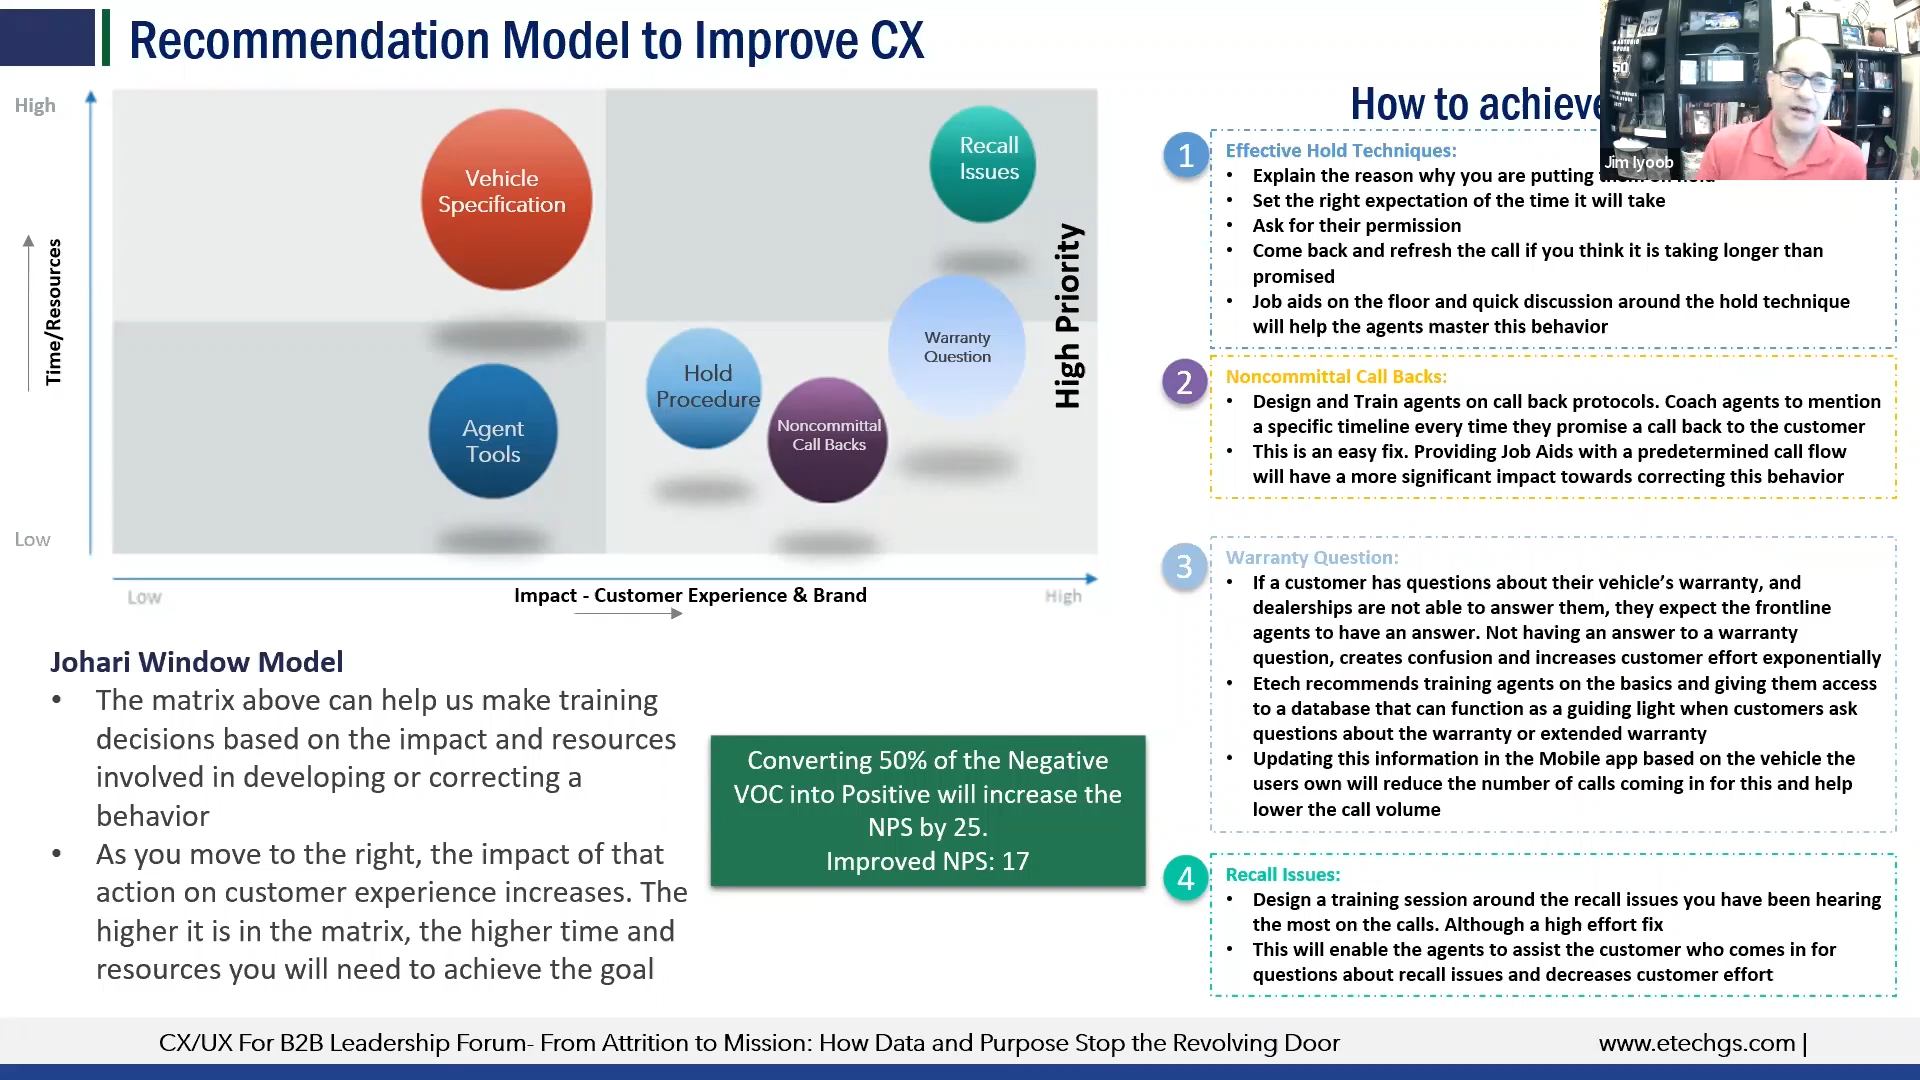 Recommendation Model to Improve CX
High
Time/Resources
Low
Vehicle
Specification
Recall
Issues
Warranty
Question
Hold
Procedure
Noncommittal
Call Backs
Agent
Tools
High Priority
Low
Impact - Customer Experience & Brand
High
Johari Window Model
• The matrix above can help us make training
decisions based on the impact and resources
involved in developing or correcting a
behavior
• As you move to the right, the impact of that
action on customer experience increases. The
higher it is in the matrix, the higher time and
resources you will need to achieve the goal
Converting 50% of the Negative
VOC into Positive will increase the
NPS by 25.
Improved NPS: 17
How to achieve
Jim Iyoob
50
1
Effective Hold Techniques:
• Explain the reason why you are putting
• Set the right expectation of the time it will take
• Ask for their permission
• Come back and refresh the call if you think it is taking longer than
promised
• Job aids on the floor and quick discussion around the hold technique
will help the agents master this behavior
2
Noncommittal Call Backs:
• Design and Train agents on call back protocols. Coach agents to mention
a specific timeline every time they promise a call back to the customer
• This is an easy fix. Providing Job Aids with a predetermined call flow
will have a more significant impact towards correcting this behavior
3
Warranty Question:
• If a customer has questions about their vehicle’s warranty, and
dealerships are not able to answer them, they expect the frontline
agents to have an answer. Not having an answer to a warranty
question, creates confusion and increases customer effort exponentially
• Etech recommends training agents on the basics and giving them access
to a database that can function as a guiding light when customers ask
questions about the warranty or extended warranty
• Updating this information in the Mobile app based on the vehicle the
users own will reduce the number of calls coming in for this and help
lower the call volume
4
Recall Issues:
• Design a training session around the recall issues you have been hearing
the most on the calls. Although a high effort fix
• This will enable the agents to assist the customer who comes in for
questions about recall issues and decreases customer effort
CX/UX For B2B Leadership Forum- From Attrition to Mission: How Data and Purpose Stop the Revolving Door
www.etechgs.com |